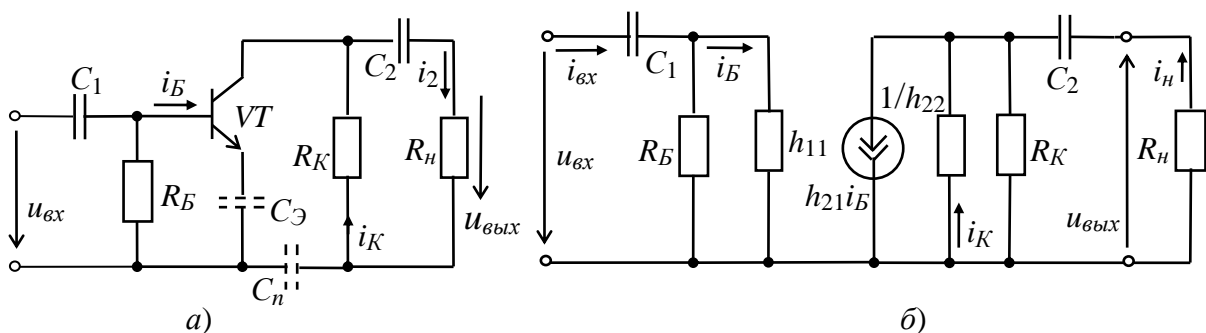 C1
iБ
VT
C2
i2
RБ
uвх
CЭ
RК
Rн
iК
uвых
Cп
а)
iвх
C1
iБ
uвх
RБ
h11
h21iБ
1/h22
iК
RК
C2
iн
Rн
uвых
б)